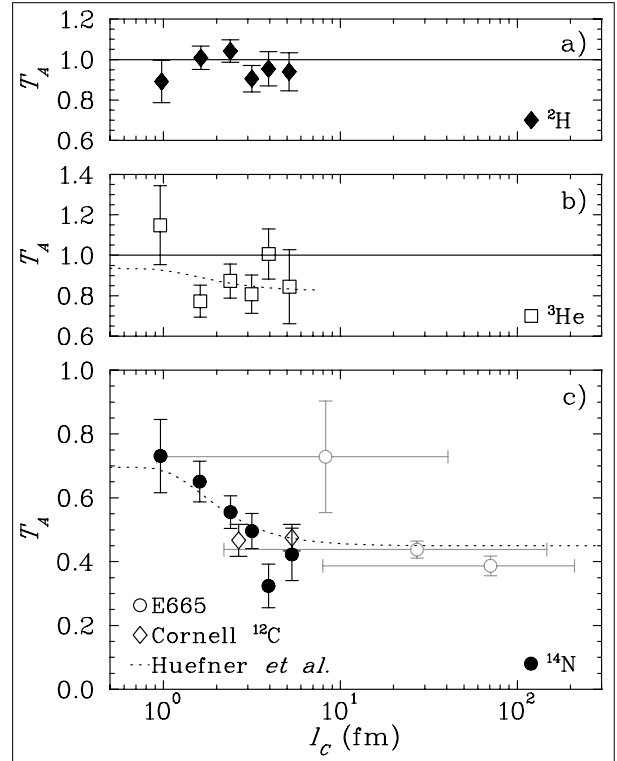 1.2
1.0
0.8
0.6
T_A
a)
²H
1.4
1.2
1.0
0.8
0.6
T_A
b)
³He
1.0
0.8
0.6
0.4
0.2
0.0
T_A
c)
E665
Cornell ¹²C
Huefner et al.
¹⁴N
10⁰ 10¹ 10²
l_C (fm)